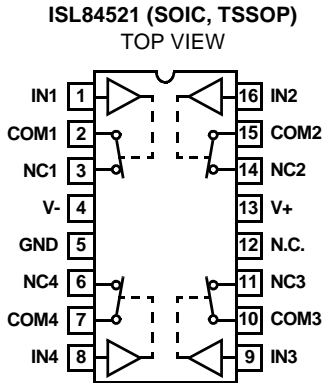 ISL84521 (SOIC, TSSOP)
TOP VIEW
IN1 1 16 IN2
COM1 2 15 COM2
NC1 3 14 NC2
V- 4 13 V+
GND 5 12 N.C.
NC4 6 11 NC3
COM4 7 10 COM3
IN4 8 9 IN3